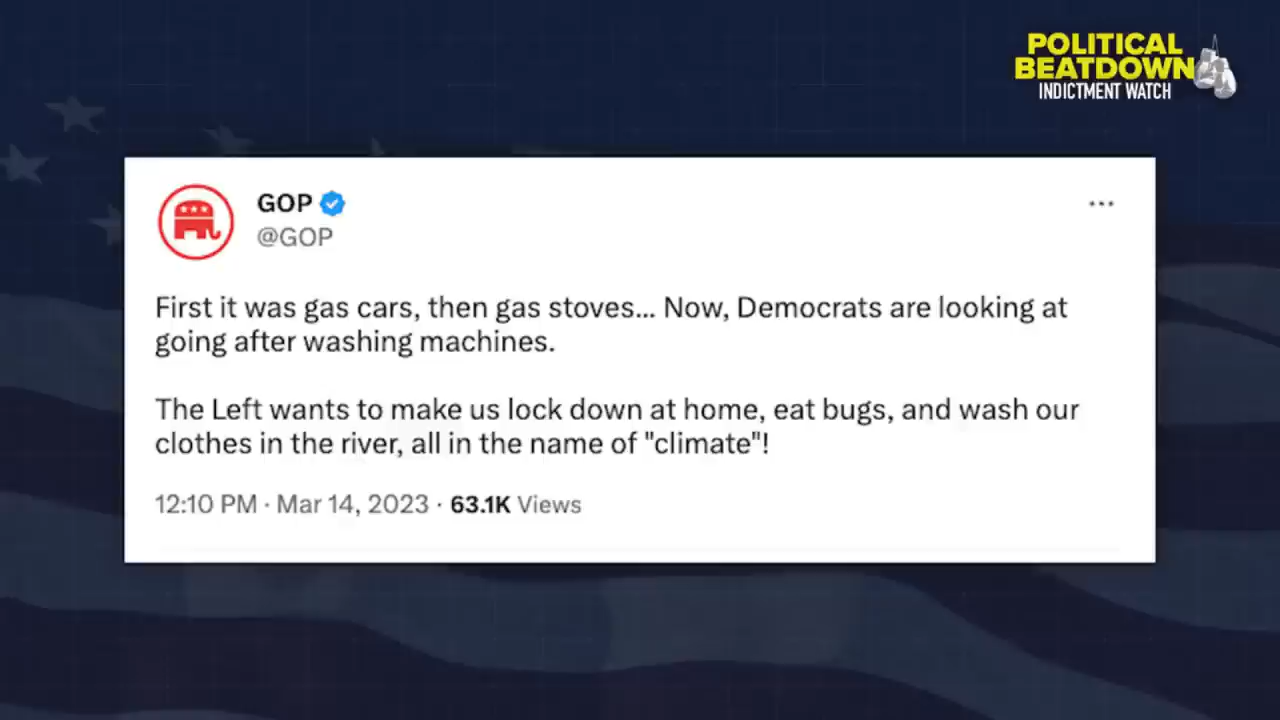 POLITICAL
BEATDOWN
INDICTMENT WATCH
GOP
@GOP
First it was gas cars, then gas stoves... Now, Democrats are looking at
going after washing machines.
The Left wants to make us lock down at home, eat bugs, and wash our
clothes in the river, all in the name of "climate"!
12:10 PM · Mar 14, 2023 · 63.1K Views